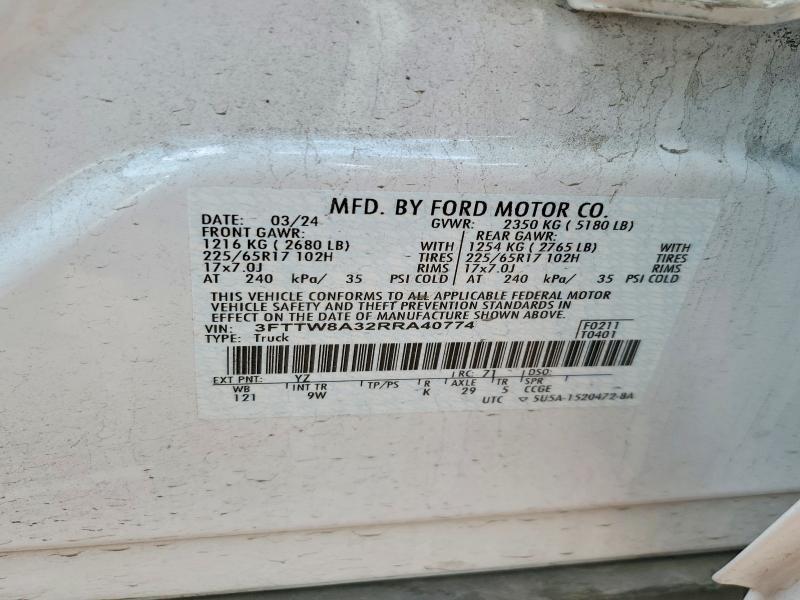 MFD. BY FORD MOTOR CO.
DATE: 03/24 GVWR: 2350 KG ( 5180 LB)
FRONT GAWR: REAR GAWR:
1216 KG ( 2680 LB) WITH 1254 KG ( 2765 LB) WITH
225/65R17 102H TIRES 225/65R17 102H TIRES
17x7.0J RIMS 17x7.0J RIMS
AT 240 kPa/ 35 PSI COLD AT 240 kPa/ 35 PSI COLD
THIS VEHICLE CONFORMS TO ALL APPLICABLE FEDERAL MOTOR
VEHICLE SAFETY AND THEFT PREVENTION STANDARDS IN
EFFECT ON THE DATE OF MANUFACTURE SHOWN ABOVE.
VIN: 3FTTW8A32RRA40774 F0211
TYPE: Truck T0401
EXT PNT: YZ RC: 71 DSO:
WB INT TR TP/PS R AXLE TR SPR
121 9W K 29 5 CCGE
UTC 5U5A-1520472-8A